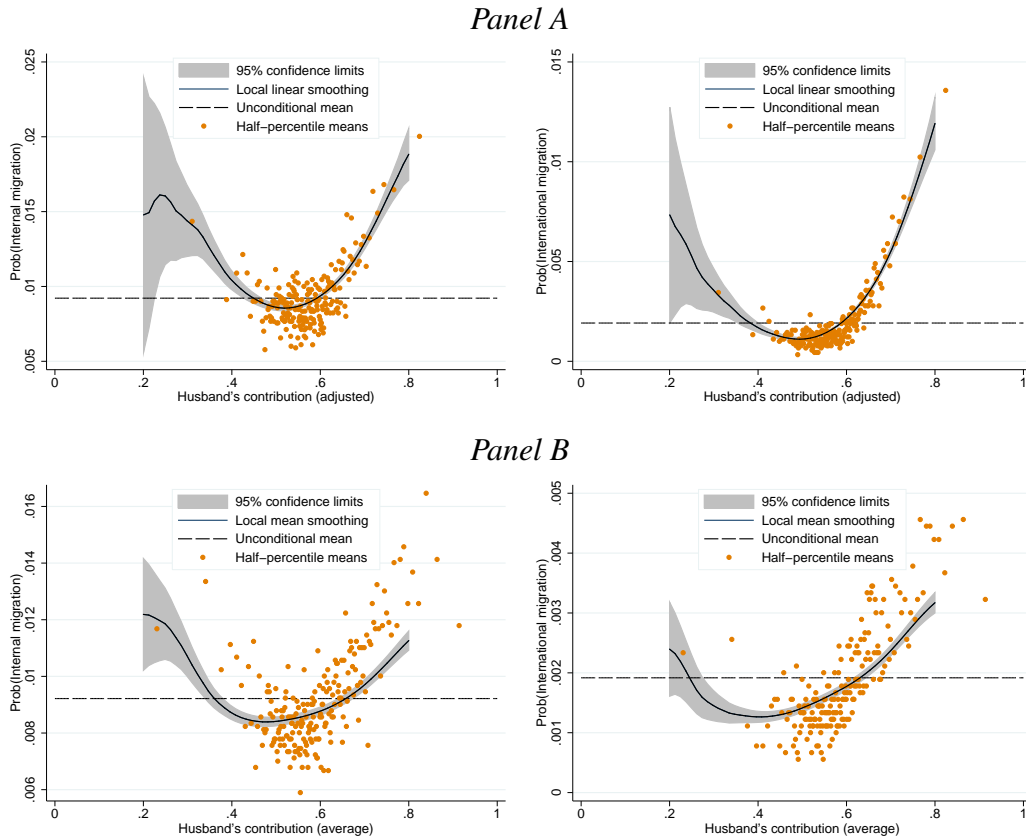 Panel A
.025
.02
.015
.01
.005
Prob(Internal migration)
95% confidence limits
Local linear smoothing
Unconditional mean
Half−percentile means
0 .2 .4 .6 .8 1
Husband's contribution (adjusted)
.015
.01
.005
0
Prob(International migration)
95% confidence limits
Local linear smoothing
Unconditional mean
Half−percentile means
0 .2 .4 .6 .8 1
Husband's contribution (adjusted)
Panel B
.016
.014
.012
.01
.008
.006
Prob(Internal migration)
95% confidence limits
Local mean smoothing
Unconditional mean
Half−percentile means
0 .2 .4 .6 .8 1
Husband's contribution (average)
.005
.004
.003
.002
.001
0
Prob(International migration)
95% confidence limits
Local mean smoothing
Unconditional mean
Half−percentile means
0 .2 .4 .6 .8 1
Husband's contribution (average)